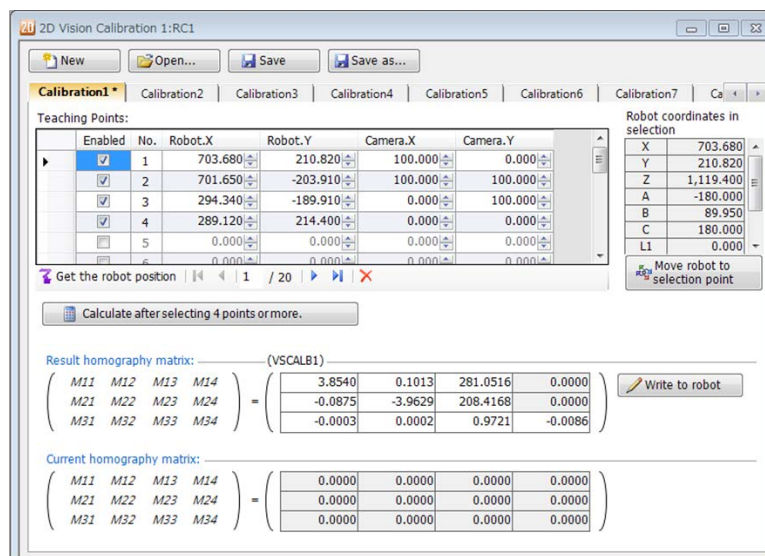 2D Vision Calibration 1:RC1
New Open... Save Save as...
Calibration1 * Calibration2 Calibration3 Calibration4 Calibration5 Calibration6 Calibration7 Ca
Teaching Points:
Enabled No. Robot.X Robot.Y Camera.X Camera.Y
1 703.680 210.820 100.000 0.000
2 701.650 -203.910 100.000 100.000
3 294.340 -189.910 0.000 100.000
4 289.120 214.400 0.000 0.000
5 0.000 0.000 0.000 0.000
6 0.000 0.000 0.000 0.000
Get the robot position 1 / 20
Robot coordinates in
selection
X 703.680
Y 210.820
Z 1,119.400
A -180.000
B 89.950
C 180.000
L1 0.000
Move robot to
selection point
Calculate after selecting 4 points or more.
Result homography matrix: (VSCALB1)
M11 M12 M13 M14 3.8540 0.1013 281.0516 0.0000
M21 M22 M23 M24 = -0.0875 -3.9629 208.4168 0.0000
M31 M32 M33 M34 -0.0003 0.0002 0.9721 -0.0086
Write to robot
Current homography matrix:
M11 M12 M13 M14 0.0000 0.0000 0.0000 0.0000
M21 M22 M23 M24 = 0.0000 0.0000 0.0000 0.0000
M31 M32 M33 M34 0.0000 0.0000 0.0000 0.0000